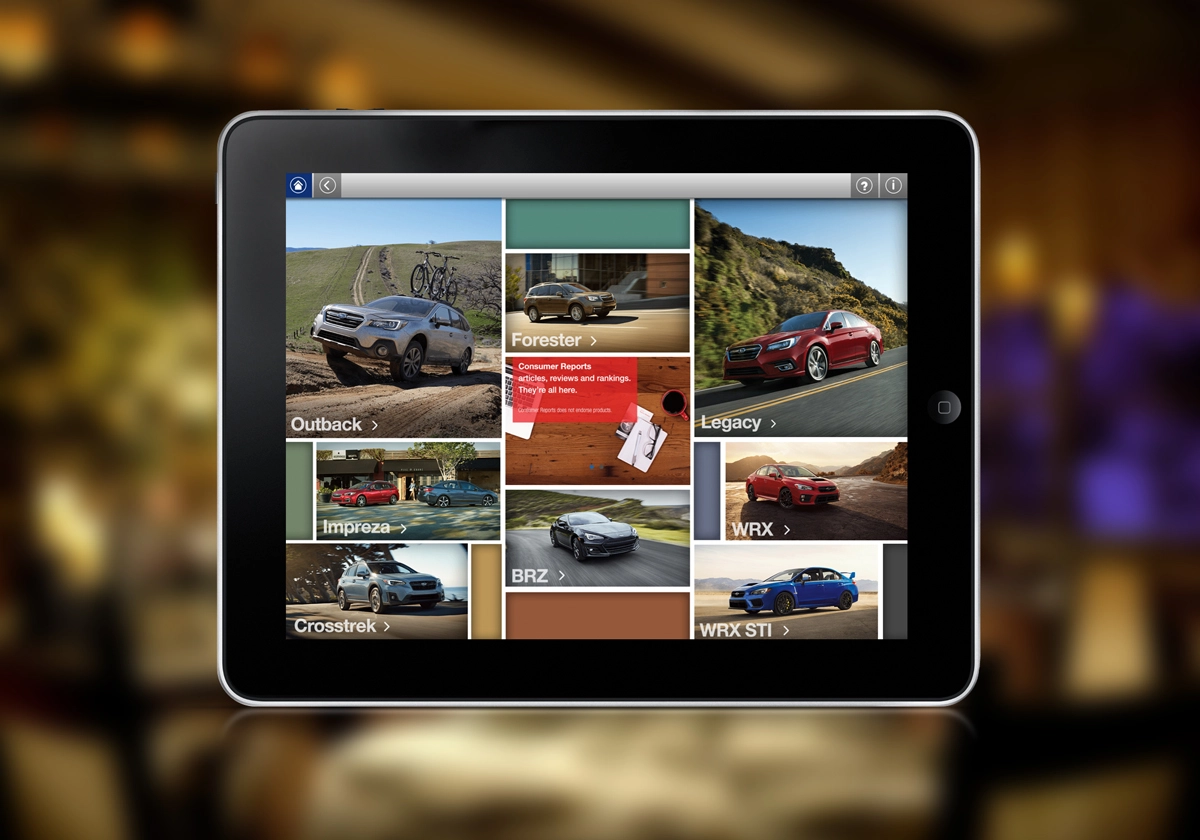 Outback
Forester
Consumer Reports
articles, reviews and rankings.
They're all here.
Consumer Reports does not endorse products.
Legacy
Impreza
BRZ
WRX
Crosstrek
WRX STI